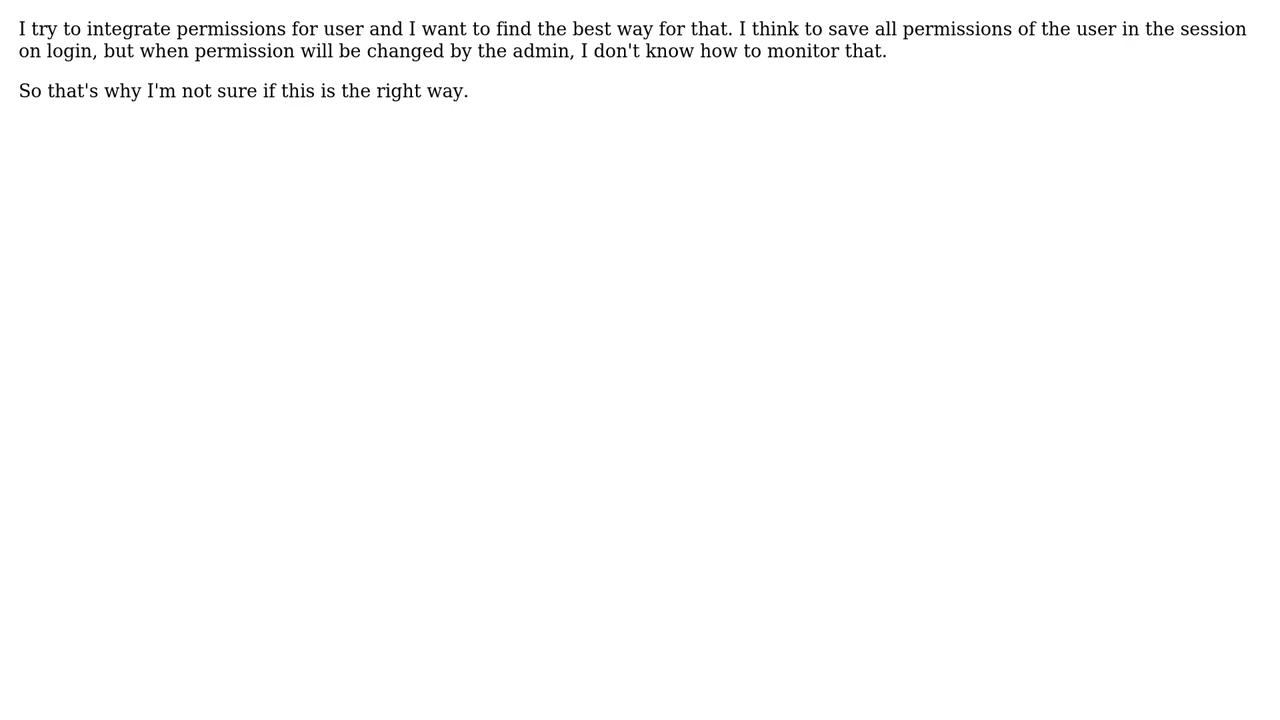 I try to integrate permissions for user and I want to find the best way for that. I think to save all permissions of the user in the session
on login, but when permission will be changed by the admin, I don't know how to monitor that.
So that's why I'm not sure if this is the right way.